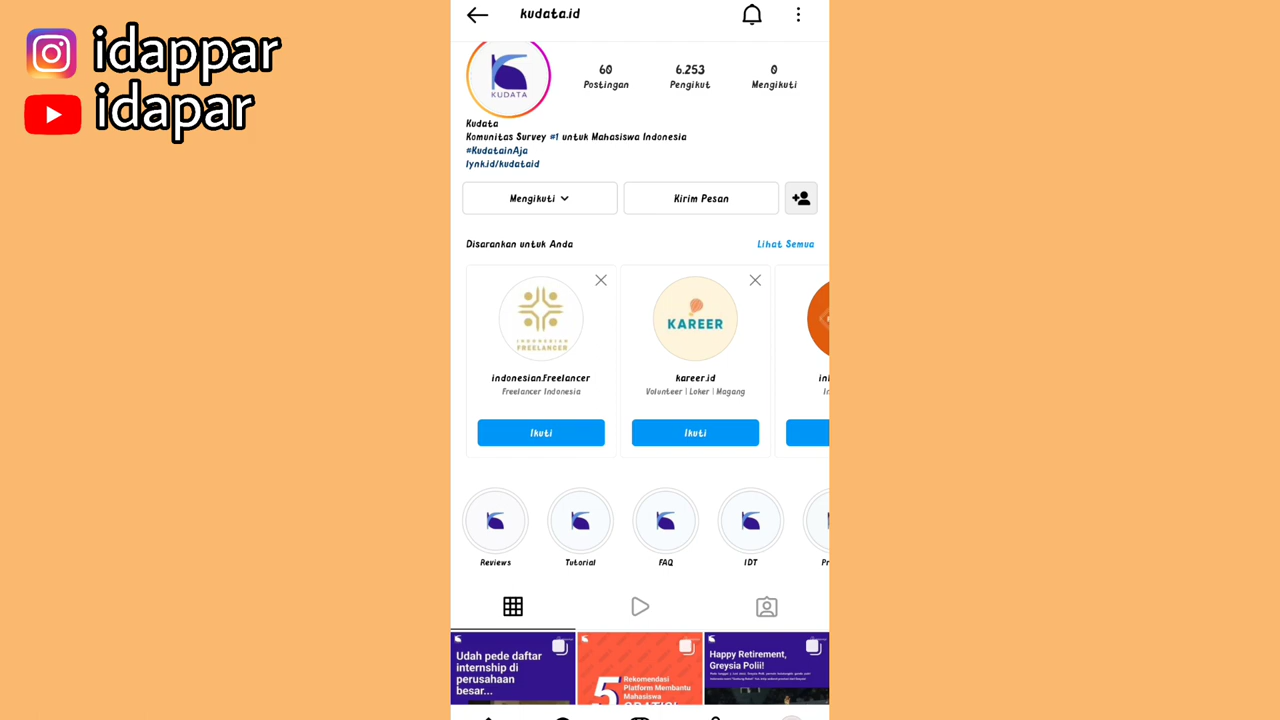 idappar
idapar
kudata.id
KUDATA
60
Postingan
6.253
Pengikut
0
Mengikuti
Kudata
Komunitas Survey #1 untuk Mahasiswa Indonesia
#KudatainAja
lynk.id/kudataid
Mengikuti
Kirim Pesan
Disarankan untuk Anda
Lihat Semua
INDONESIAN
FREELANCER
KAREER
indonesian.freelancer
kareer.id
Freelancer Indonesia
Volunteer | Loker | Magang
Ikuti
Ikuti
Reviews
Tutorial
FAQ
IDT
Udah pede daftar
internship di
perusahaan
besar...
5
Rekomendasi
Platform Membantu
Mahasiswa
GRATIS!
Happy Retirement,
Greysia Polii!